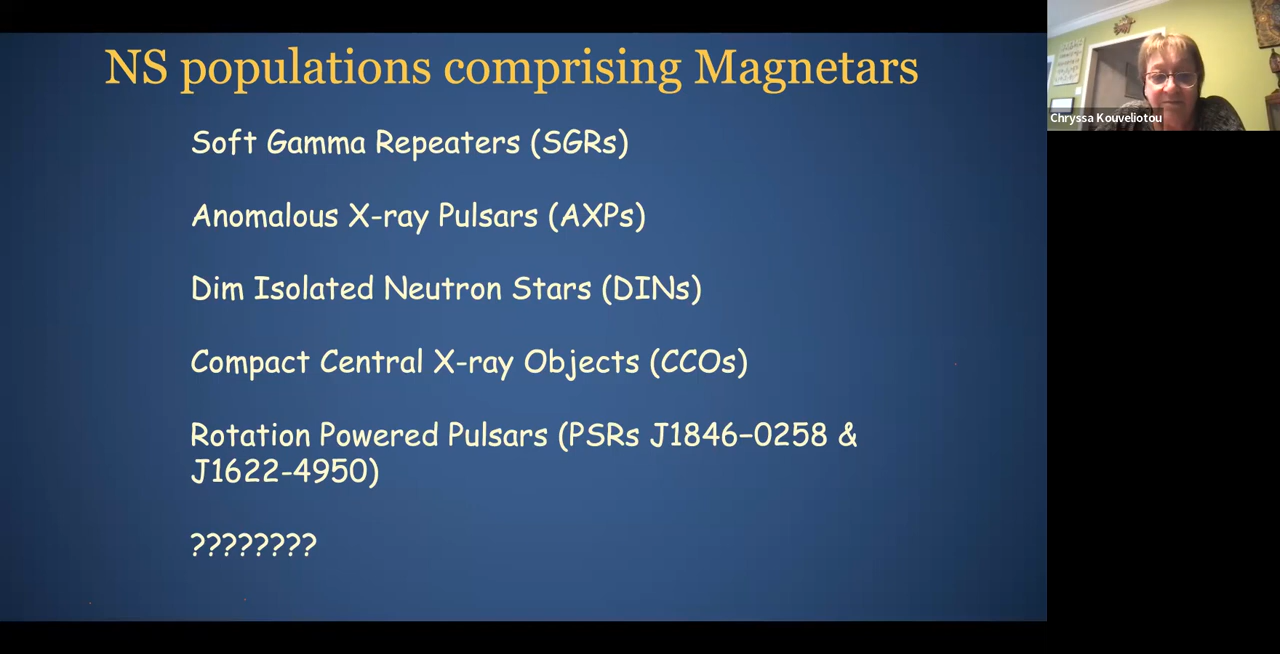 NS populations comprising Magnetars
Soft Gamma Repeaters (SGRs)
Anomalous X-ray Pulsars (AXPs)
Dim Isolated Neutron Stars (DINs)
Compact Central X-ray Objects (CCOs)
Rotation Powered Pulsars (PSRs J1846–0258 &
J1622-4950)
????????
Chryssa Kouveliotou